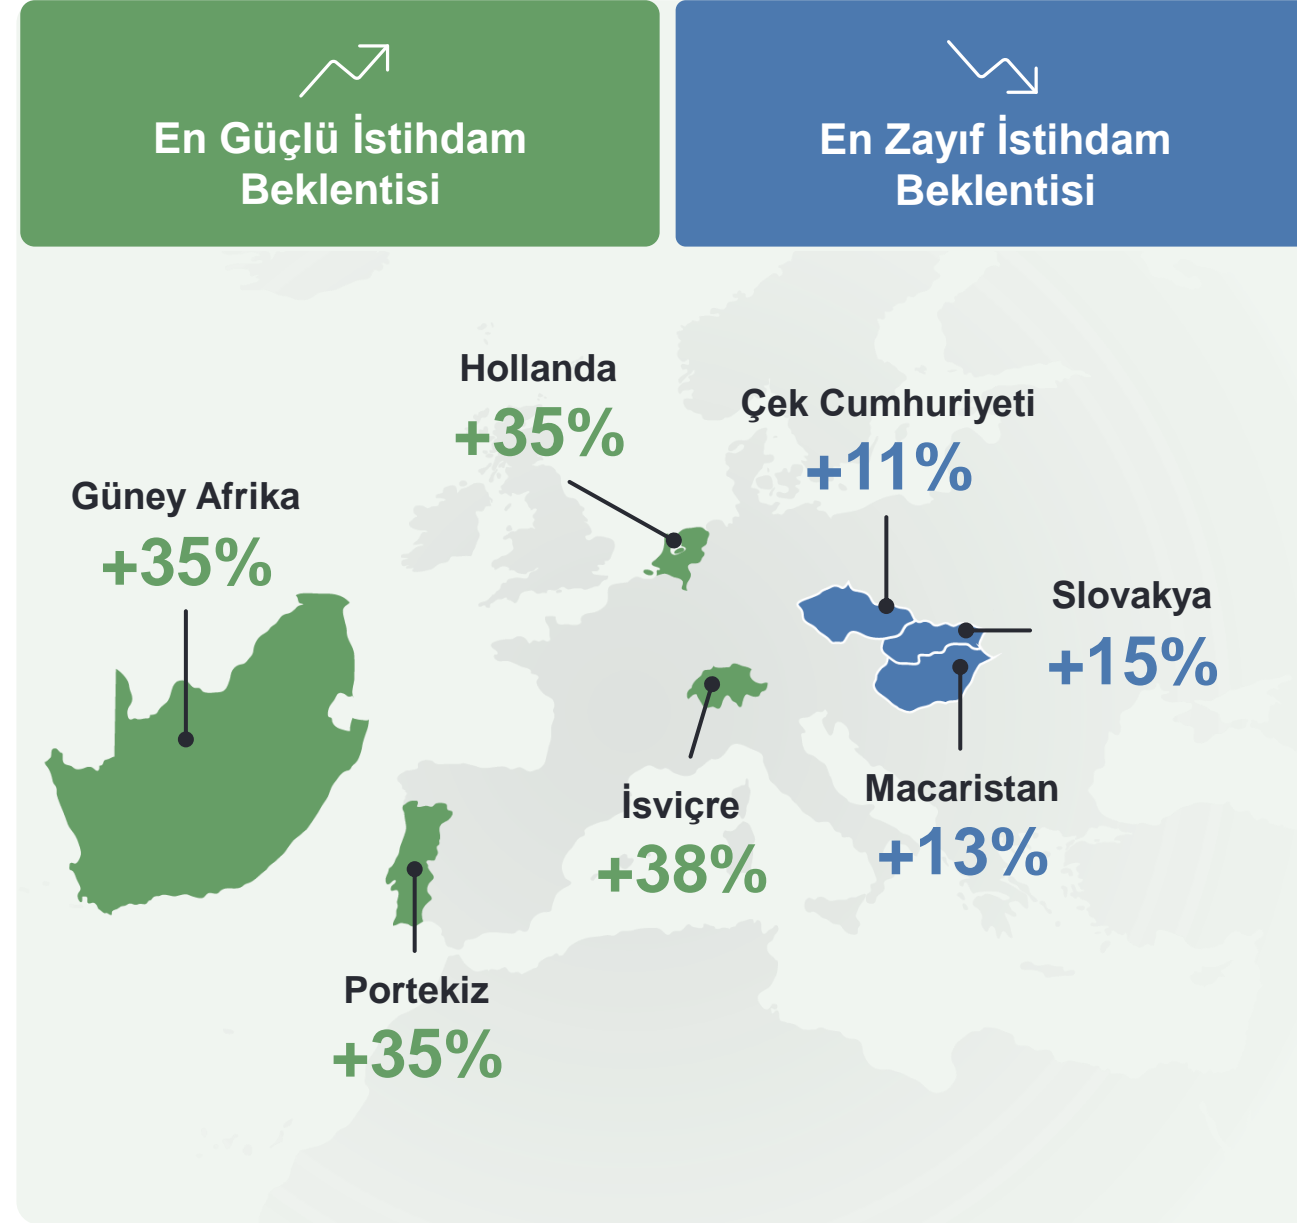 En Güçlü İstihdam
Beklentisi
En Zayıf İstihdam
Beklentisi
Hollanda
+35%
Çek Cumhuriyeti
+11%
Güney Afrika
+35%
Slovakya
+15%
İsviçre
+38%
Macaristan
+13%
Portekiz
+35%